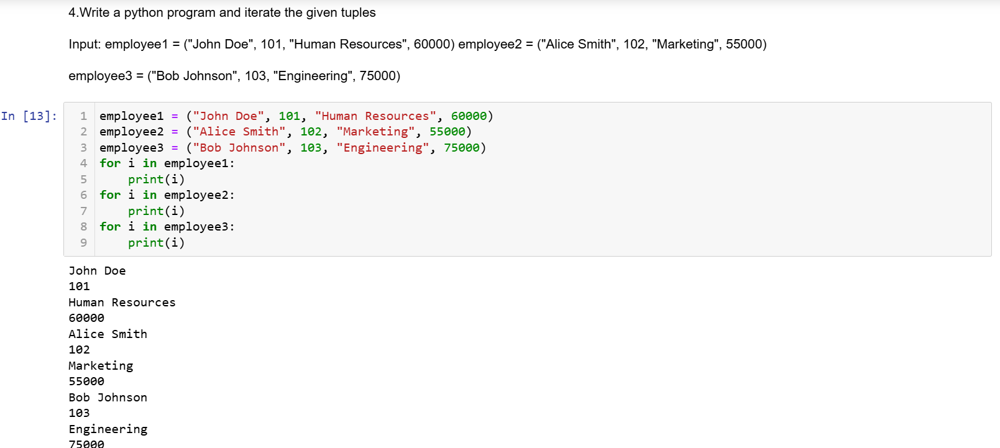 4.Write a python program and iterate the given tuples
Input: employee1 = ("John Doe", 101, "Human Resources", 60000) employee2 = ("Alice Smith", 102, "Marketing", 55000)
employee3 = ("Bob Johnson", 103, "Engineering", 75000)
In [13]:
1 employee1 = ("John Doe", 101, "Human Resources", 60000)
2 employee2 = ("Alice Smith", 102, "Marketing", 55000)
3 employee3 = ("Bob Johnson", 103, "Engineering", 75000)
4 for i in employee1:
5     print(i)
6 for i in employee2:
7     print(i)
8 for i in employee3:
9     print(i)
John Doe
101
Human Resources
60000
Alice Smith
102
Marketing
55000
Bob Johnson
103
Engineering
75000